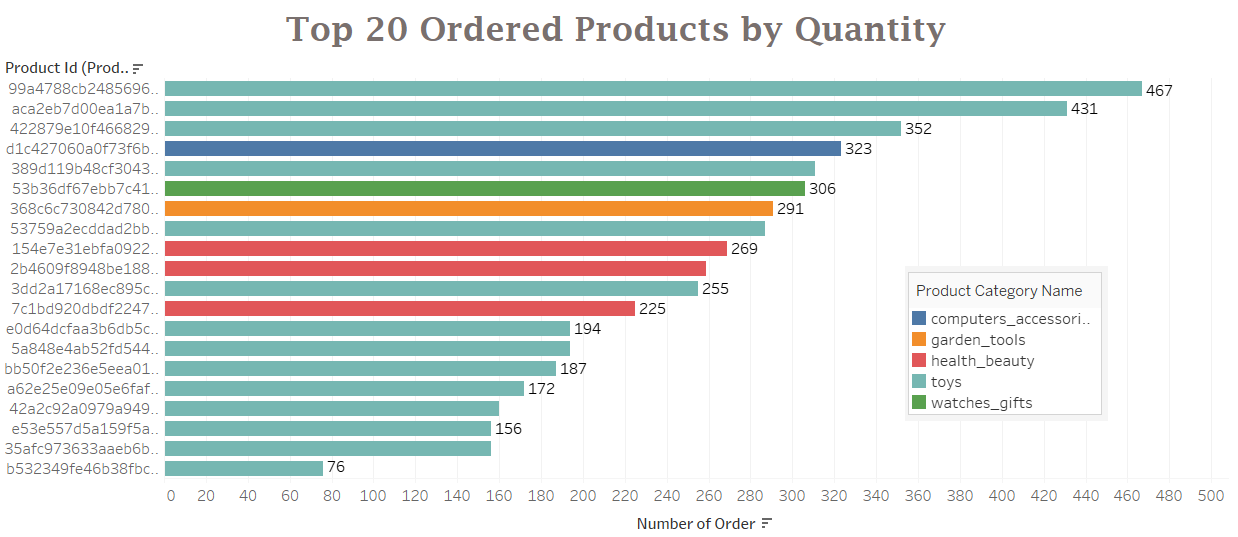 Top 20 Ordered Products by Quantity
Product Id (Prod..
99a4788cb2485696.. 467
aca2eb7d00ea1a7b.. 431
422879e10f466829.. 352
d1c427060a0f73f6b.. 323
389d119b48cf3043..
53b36df67ebb7c41.. 306
368c6c730842d780.. 291
53759a2ecddad2bb..
154e7e31ebfa0922.. 269
2b4609f8948be188..
3dd2a17168ec895c.. 255
7c1bd920dbdf2247.. 225
e0d64dcfaa3b6db5c.. 194
5a848e4ab52fd544..
bb50f2e236e5eea01.. 187
a62e25e09e05e6faf.. 172
42a2c92a0979a949..
e53e557d5a159f5a.. 156
35afc973633aaeb6b..
b532349fe46b38fbc.. 76
Product Category Name
computers_accessori..
garden_tools
health_beauty
toys
watches_gifts
0 20 40 60 80 100 120 140 160 180 200 220 240 260 280 300 320 340 360 380 400 420 440 460 480 500
Number of Order